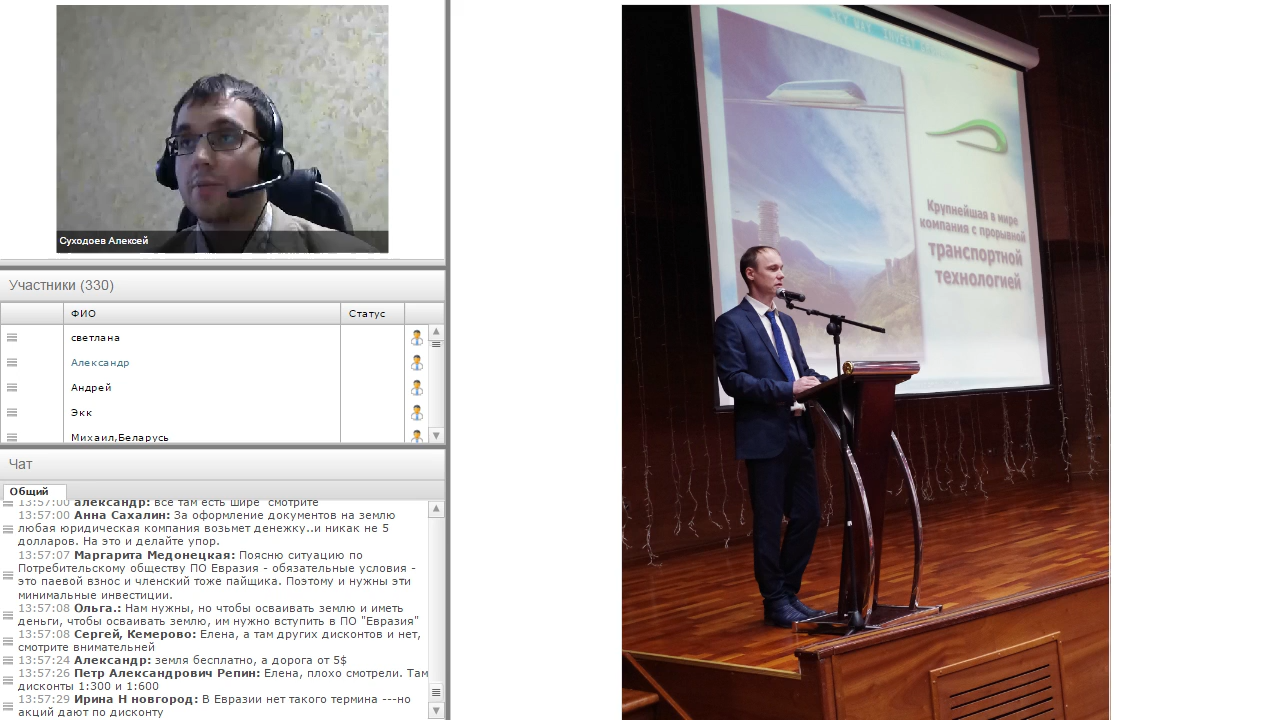 Суходоев Алексей
Участники (330)
ФИО
Статус
светлана
Александр
Андрей
Экк
Михаил,Беларусь
Чат
Общий
13:57:00 александр: все там есть шире смотрите
13:57:00 Анна Сахалин: За оформление документов на землю
любая юридическая компания возьмет денежку..и никак не 5
долларов. На это и делайте упор.
13:57:07 Маргарита Медонецкая: Поясню ситуацию по
Потребительскому обществу ПО Евразия - обязательные условия -
это паевой взнос и членский тоже пайщика. Поэтому и нужны эти
минимальные инвестиции.
13:57:08 Ольга.: Нам нужны, но чтобы осваивать землю и иметь
деньги, чтобы осваивать землю, им нужно вступить в ПО "Евразия"
13:57:08 Сергей, Кемерово: Елена, а там других дисконтов и нет,
смотрите внимательней
13:57:24 Александр: земля бесплатно, а дорога от 5$
13:57:26 Петр Александрович Репин: Елена, плохо смотрели. Там
дисконты 1:300 и 1:600
13:57:29 Ирина Н новгород: В Евразии нет такого термина ---но
акций дают по дисконту
SKY WAY INVEST GROUP
Крупнейшая в мире
компания с прорывной
транспортной
технологией